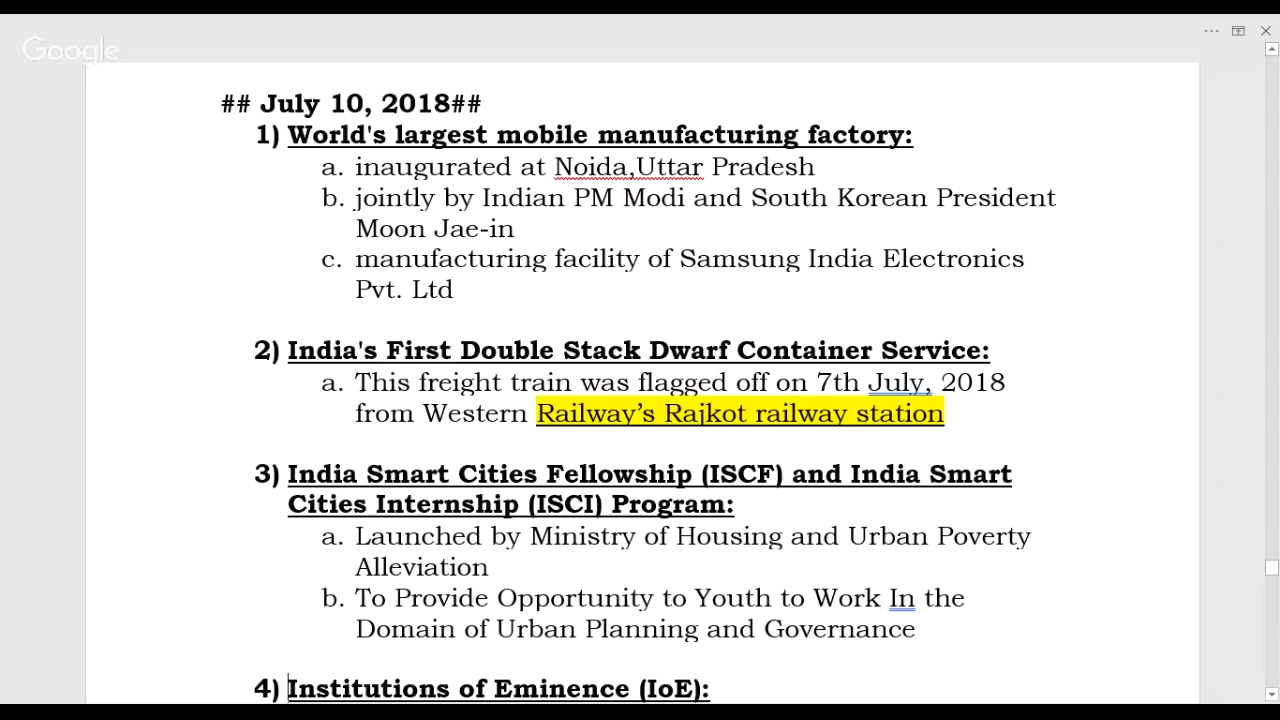 Google
## July 10, 2018##
1) World's largest mobile manufacturing factory:
a. inaugurated at Noida,Uttar Pradesh
b. jointly by Indian PM Modi and South Korean President
Moon Jae-in
c. manufacturing facility of Samsung India Electronics
Pvt. Ltd
2) India's First Double Stack Dwarf Container Service:
a. This freight train was flagged off on 7th July, 2018
from Western Railway’s Rajkot railway station
3) India Smart Cities Fellowship (ISCF) and India Smart
Cities Internship (ISCI) Program:
a. Launched by Ministry of Housing and Urban Poverty
Alleviation
b. To Provide Opportunity to Youth to Work In the
Domain of Urban Planning and Governance
4) Institutions of Eminence (IoE):